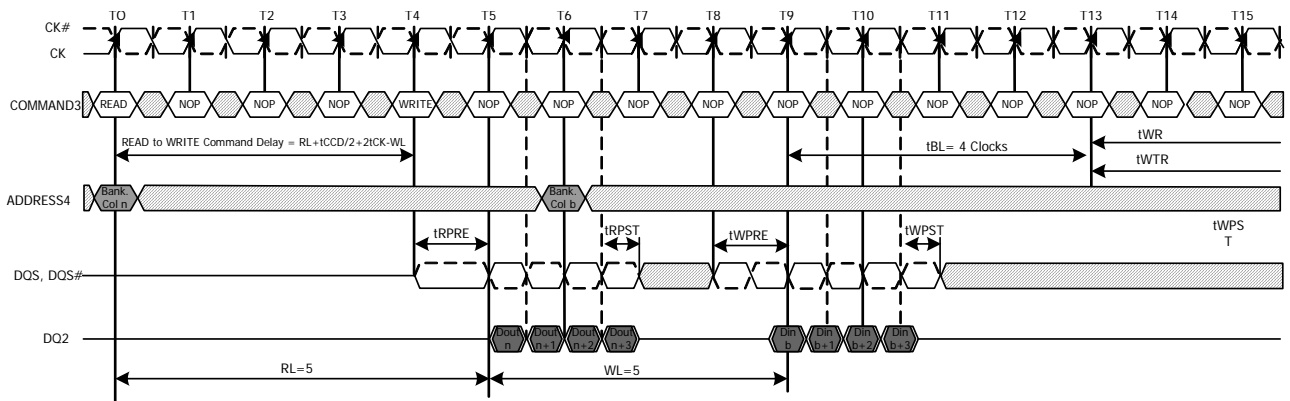 T0 T1 T2 T3 T4 T5 T6 T7 T8 T9 T10 T11 T12 T13 T14 T15
CK#
CK
COMMAND3 READ NOP NOP NOP WRITE NOP NOP NOP NOP NOP NOP NOP NOP NOP NOP NOP
READ to WRITE Command Delay = RL+tCCD/2+2tCK-WL
tBL= 4 Clocks
tWR
tWTR
ADDRESS4
Bank.
Col n
Bank.
Col b
tRPRE
tRPST
tWPRE
tWPST
tWPS
T
DQS, DQS#
DQ2
Dout
n
Dout
n+1
Dout
n+2
Dout
n+3
Din
b
Din
b+1
Din
b+2
Din
b+3
RL=5
WL=5